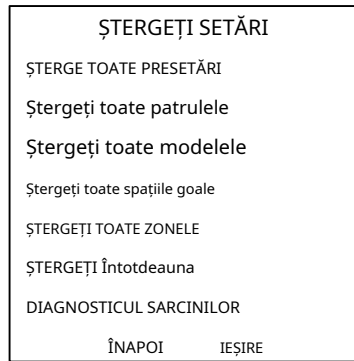 ȘTERGEȚI SETĂRI
ȘTERGE TOATE PRESETĂRI
Ștergeți toate patrulele
Ștergeți toate modelele
Ștergeți toate spațiile goale
ȘTERGEȚI TOATE ZONELE
ȘTERGEȚI Întotdeauna
DIAGNOSTICUL SARCINILOR
ÎNAPOI IEȘIRE